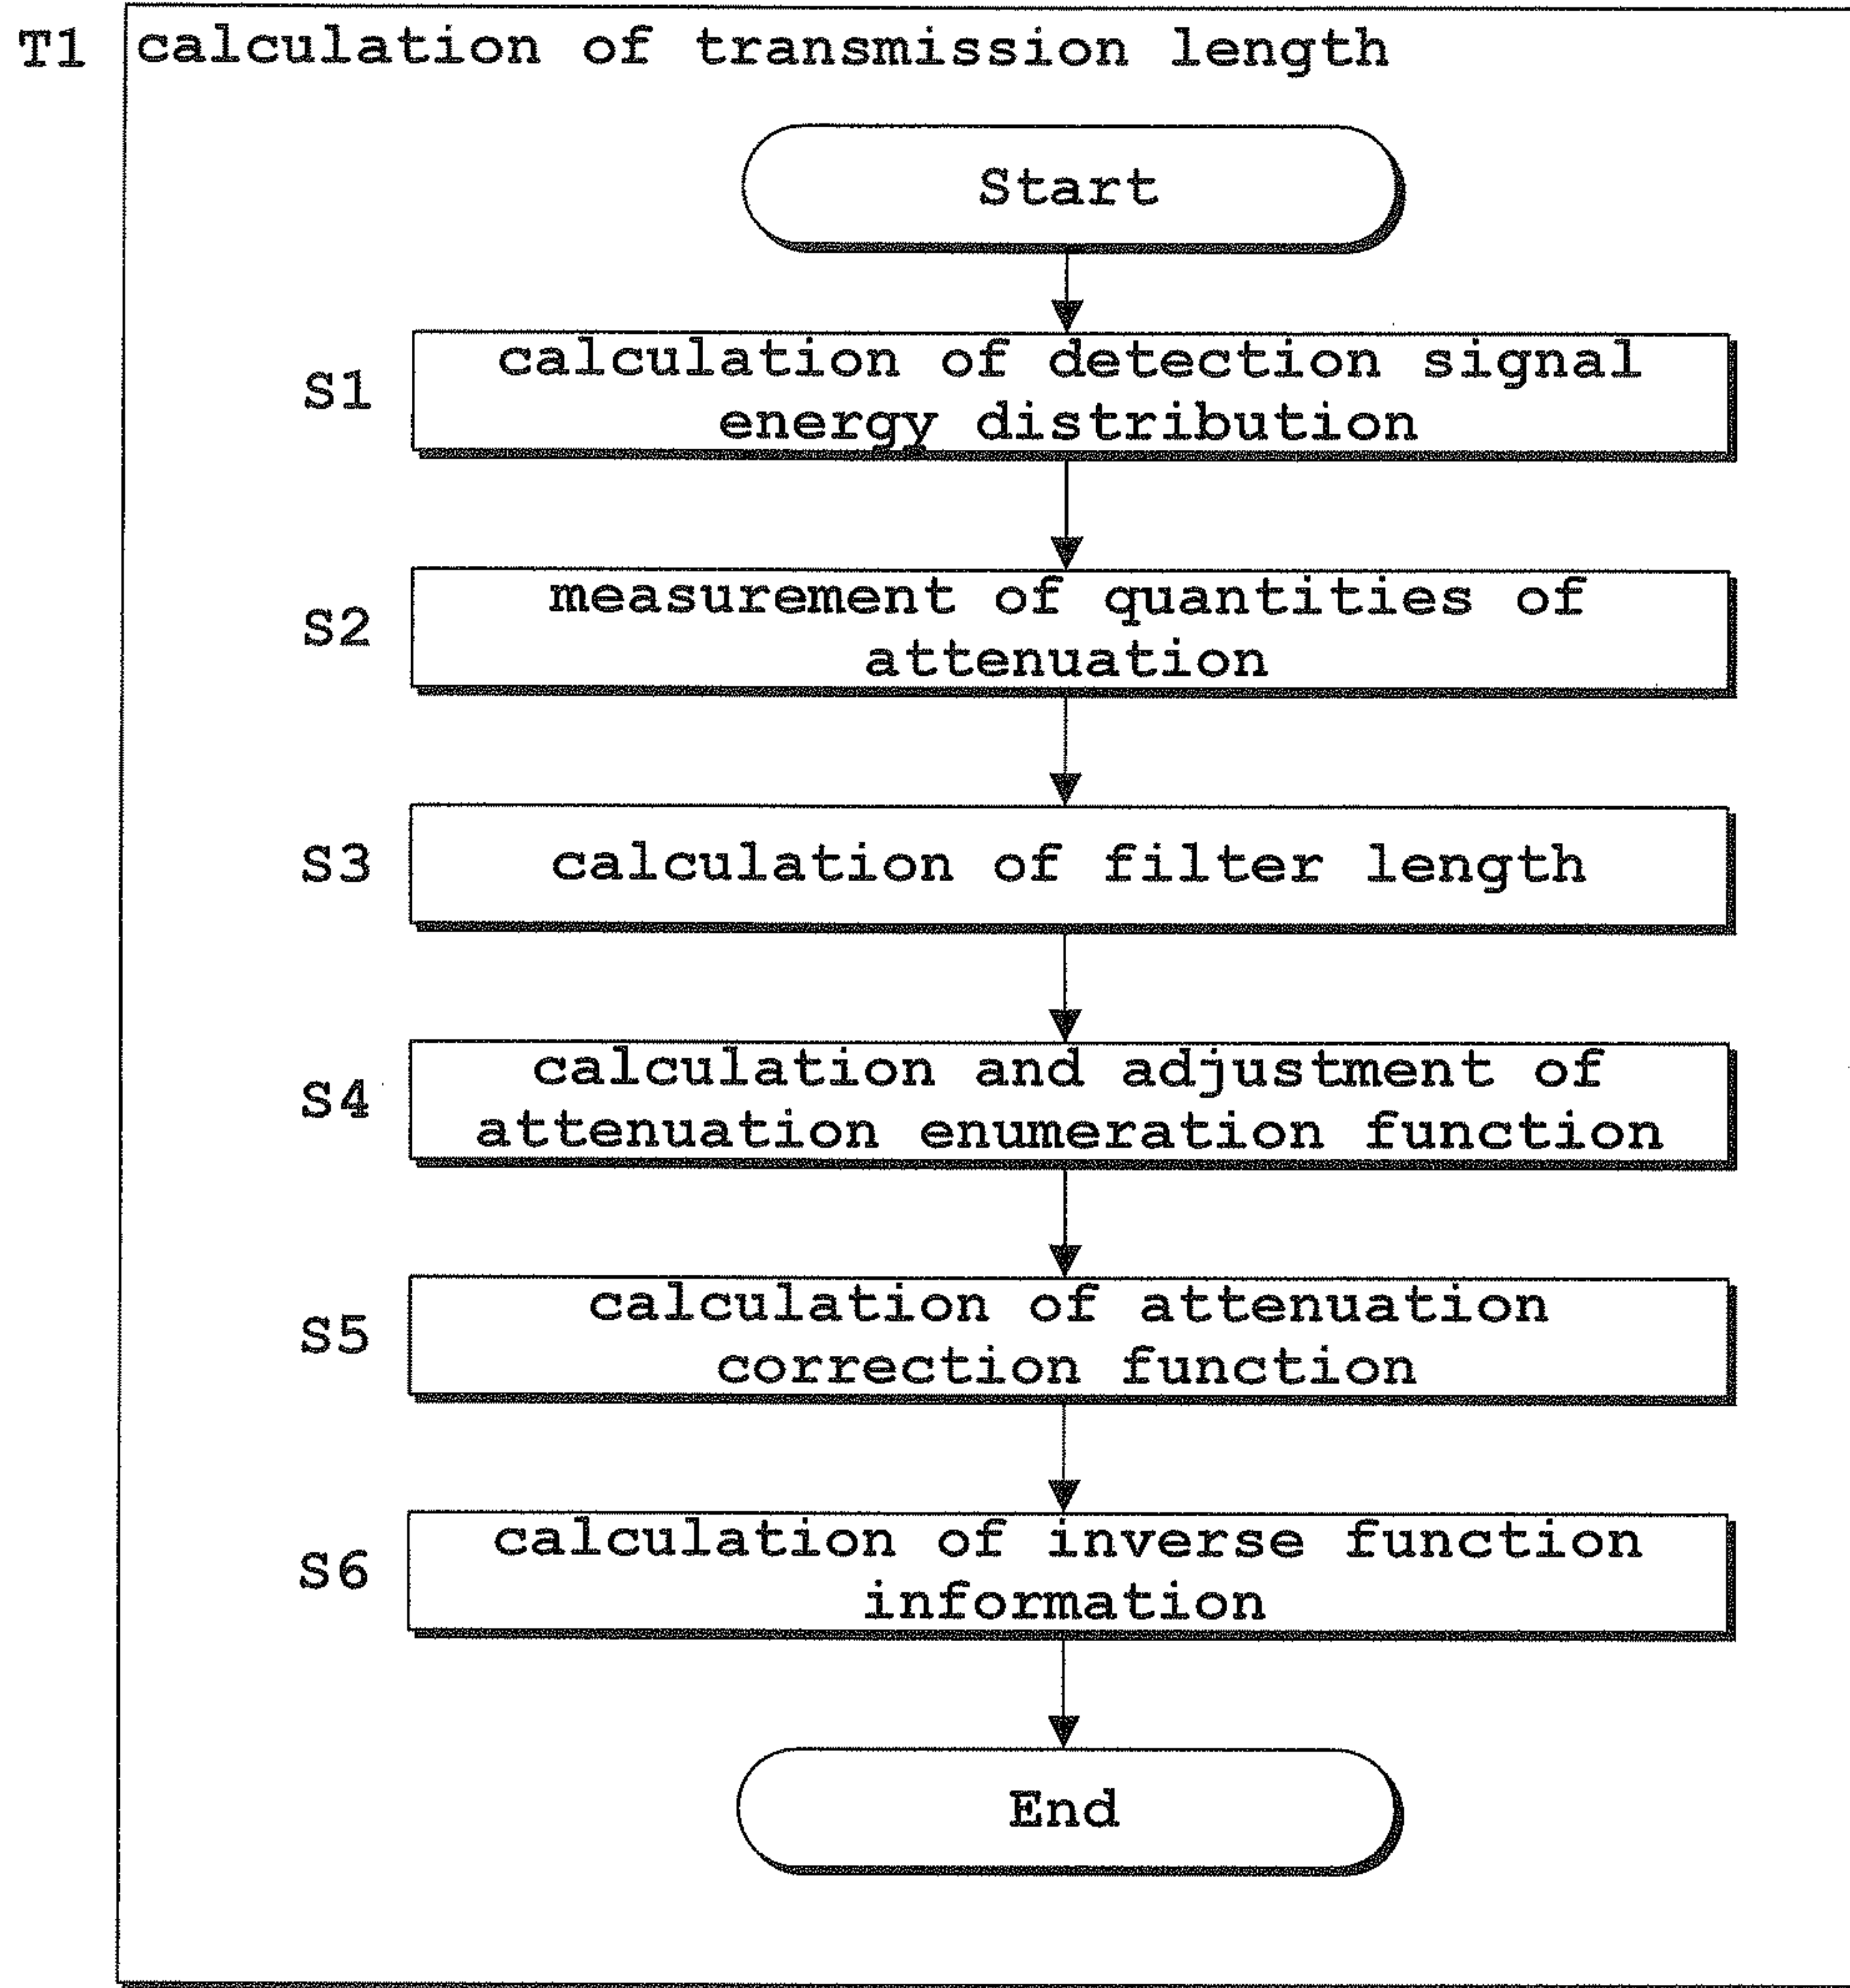 T1 calculation of transmission length
Start
S1
calculation of detection signal
energy distribution
S2
measurement of quantities of
attenuation
S3
calculation of filter length
S4
calculation and adjustment of
attenuation enumeration function
S5
calculation of attenuation
correction function
S6
calculation of inverse function
information
End